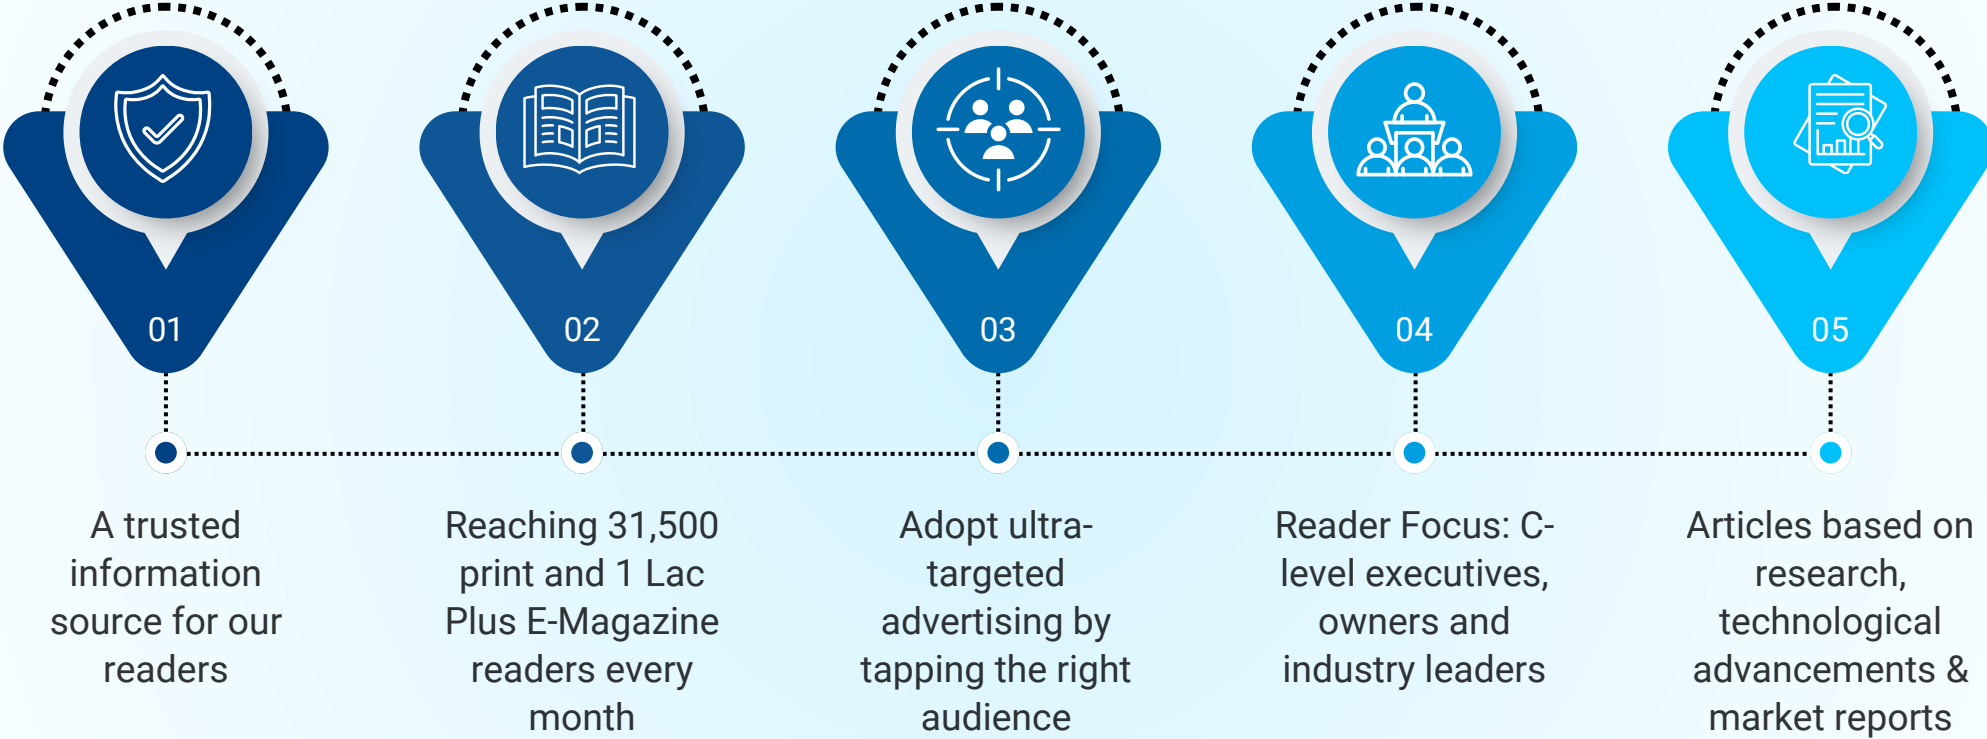 01
A trusted
information
source for our
readers
02
Reaching 31,500
print and 1 Lac
Plus E-Magazine
readers every
month
03
Adopt ultra-
targeted
advertising by
tapping the right
audience
04
Reader Focus: C-
level executives,
owners and
industry leaders
05
Articles based on
research,
technological
advancements &
market reports